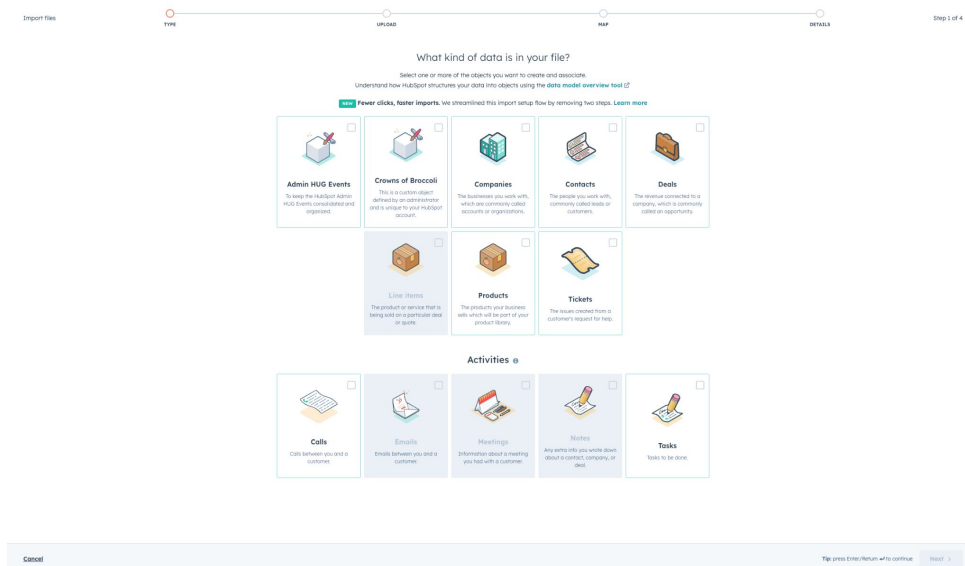 Import files
TYPE
UPLOAD
MAP
DETAILS
Step 1 of 4
What kind of data is in your file?
Select one or more of the objects you want to create and associate.
Understand how HubSpot structures your data into objects using the data model overview tool
NEW Fewer clicks, faster imports. We streamlined this import setup flow by removing two steps. Learn more
Admin HUG Events
To keep the HubSpot Admin
HUG Events consolidated and
organized.
Crowns of Broccoli
This is a custom object
defined by an administrator
and is unique to your HubSpot
account.
Companies
The businesses you work with,
which are commonly called
accounts or organizations.
Contacts
The people you work with,
commonly called leads or
customers.
Deals
The revenue connected to a
company, which is commonly
called an opportunity.
Line items
The product or service that is
being sold on a particular deal
or quote.
Products
The products your business
sells which will be part of your
product library.
Tickets
The issues created from a
customer's request for help.
Activities
Calls
Calls between you and a
customer.
Emails
Emails between you and a
customer.
Meetings
Information about a meeting
you had with a customer.
Notes
Any extra info you wrote down
about a contact, company, or
deal.
Tasks
Tasks to be done.
Cancel
Tip: press Enter/Return ↵ to continue
Next >